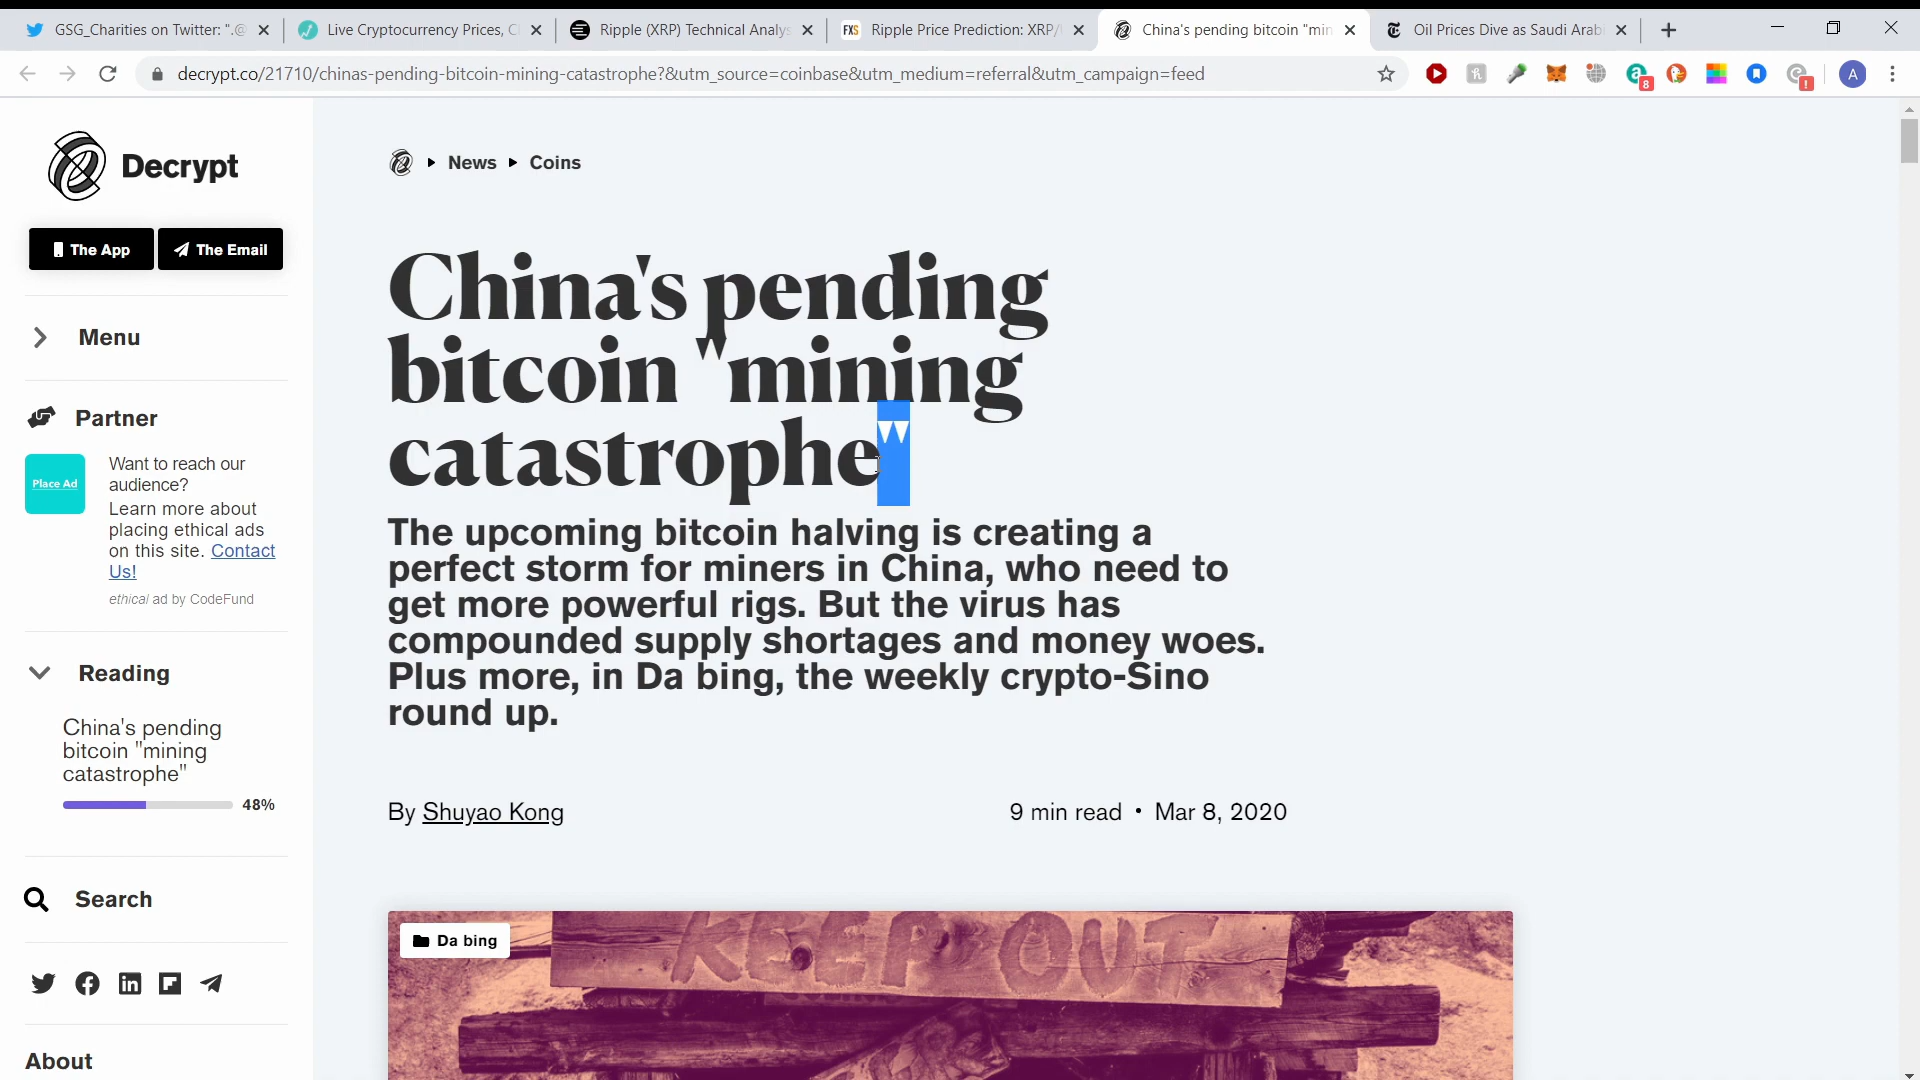 GSG_Charities on Twitter: ".@
Live Cryptocurrency Prices, C
Ripple (XRP) Technical Analys
FXS
Ripple Price Prediction: XRP/
China's pending bitcoin "min
Oil Prices Dive as Saudi Arab
decrypt.co/21710/chinas-pending-bitcoin-mining-catastrophe?&utm_source=coinbase&utm_medium=referral&utm_campaign=feed
8
!
A
Decrypt
The App
The Email
Menu
Partner
Place Ad
Want to reach our
audience?
Learn more about
placing ethical ads
on this site. Contact
Us!
ethical ad by CodeFund
Reading
China's pending
bitcoin "mining
catastrophe"
48%
Search
About
News
Coins
China's pending
bitcoin "mining
catastrophe"
The upcoming bitcoin halving is creating a
perfect storm for miners in China, who need to
get more powerful rigs. But the virus has
compounded supply shortages and money woes.
Plus more, in Da bing, the weekly crypto-Sino
round up.
By Shuyao Kong
9 min read • Mar 8, 2020
Da bing
KEEP OUT